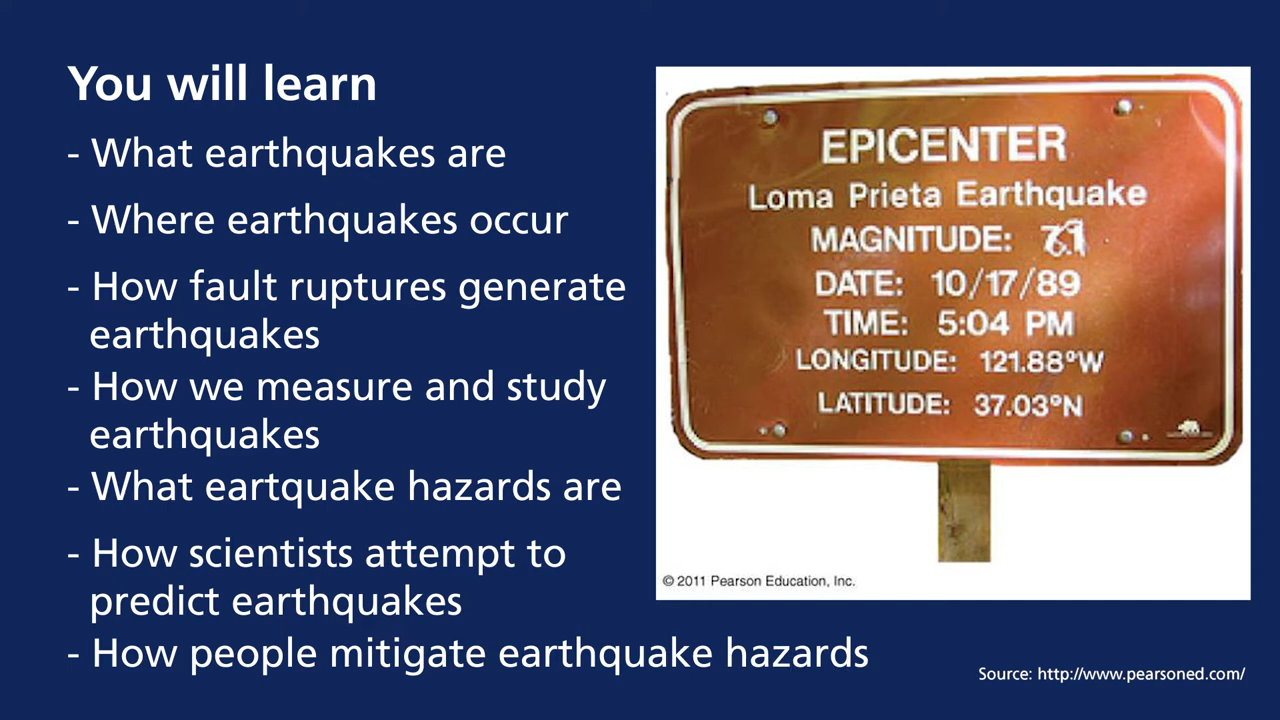 You will learn
- What earthquakes are
- Where earthquakes occur
- How fault ruptures generate
earthquakes
- How we measure and study
earthquakes
- What eartquake hazards are
- How scientists attempt to
predict earthquakes
- How people mitigate earthquake hazards
EPICENTER
Loma Prieta Earthquake
MAGNITUDE:
DATE: 10/17/89
TIME: 5:04 PM
LONGITUDE: 121.88°W
LATITUDE: 37.03°N
© 2011 Pearson Education, Inc.
Source: http://www.pearsoned.com/